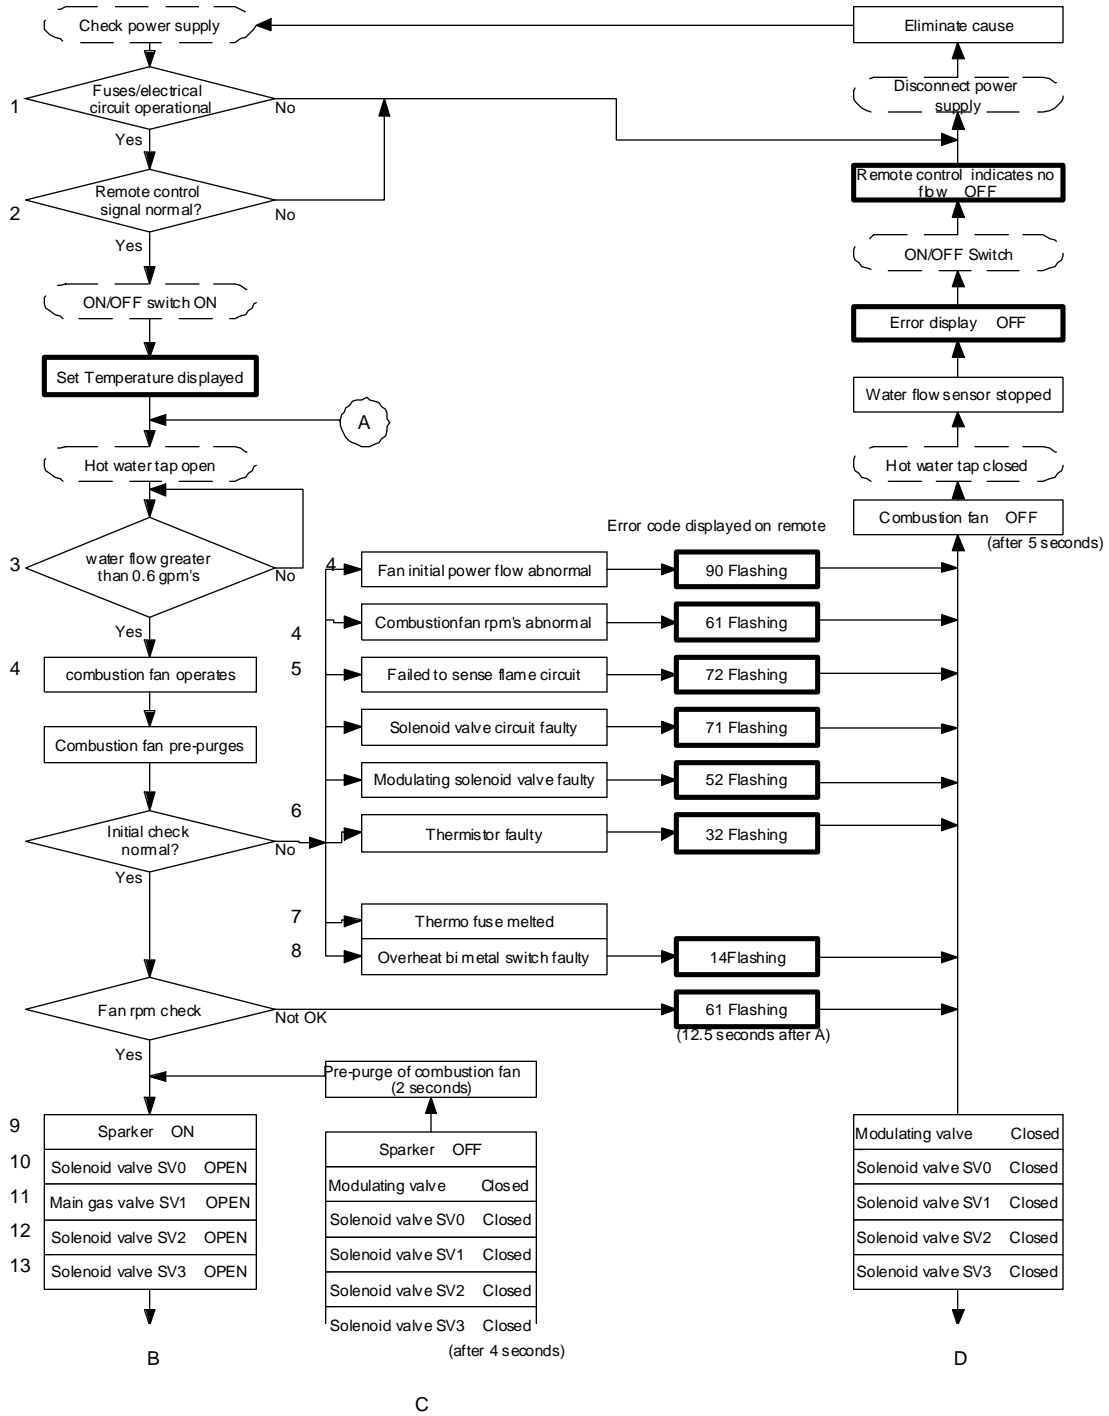 Check power supply
Eliminate cause
Disconnect power
supply
1
Fuses/electrical
circuit operational
No
Yes
Remote control indicates no
flow OFF
2
Remote control
signal normal?
No
Yes
ON/OFF Switch
ON/OFF switch ON
Error display OFF
Set Temperature displayed
Water flow sensor stopped
A
Hot water tap open
Hot water tap closed
Combustion fan OFF
(after 5 seconds)
Error code displayed on remote
3
water flow greater
than 0.6 gpm's
No
Yes
4
Fan initial power flow abnormal
90 Flashing
4
Combustion fan rpm's abnormal
61 Flashing
4
combustion fan operates
5
Failed to sense flame circuit
72 Flashing
Combustion fan pre-purges
Solenoid valve circuit faulty
71 Flashing
Modulating solenoid valve faulty
52 Flashing
6
Initial check
normal?
No
Yes
Thermistor faulty
32 Flashing
7
Thermo fuse melted
8
Overheat bi metal switch faulty
14Flashing
Fan rpm check
Not OK
Yes
61 Flashing
(12.5 seconds after A)
Pre-purge of combustion fan
(2 seconds)
9
Sparker ON
10
Solenoid valve SV0 OPEN
11
Main gas valve SV1 OPEN
12
Solenoid valve SV2 OPEN
13
Solenoid valve SV3 OPEN
Sparker OFF
Modulating valve Closed
Solenoid valve SV0 Closed
Solenoid valve SV1 Closed
Solenoid valve SV2 Closed
Solenoid valve SV3 Closed
(after 4 seconds)
Modulating valve Closed
Solenoid valve SV0 Closed
Solenoid valve SV1 Closed
Solenoid valve SV2 Closed
Solenoid valve SV3 Closed
B
D
C